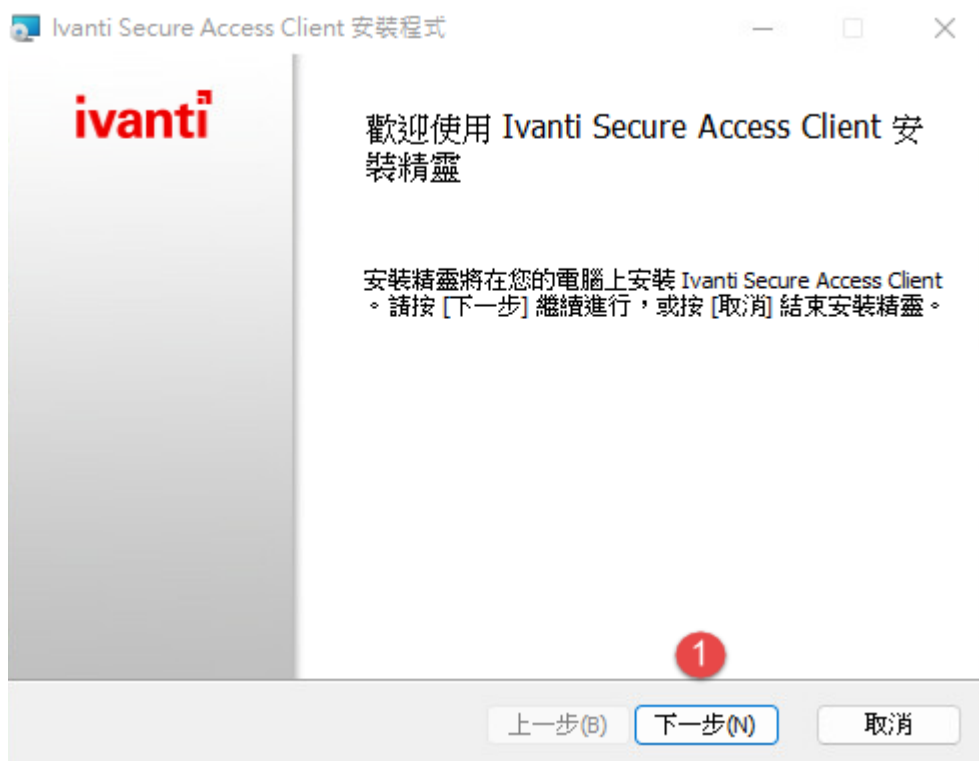 Ivanti Secure Access Client 安裝程式
ivanti
歡迎使用 Ivanti Secure Access Client 安
裝精靈
安裝精靈將在您的電腦上安裝 Ivanti Secure Access Client
。請按 [下一步] 繼續進行，或按 [取消] 結束安裝精靈。
1
上一步(B) 下一步(N) 取消